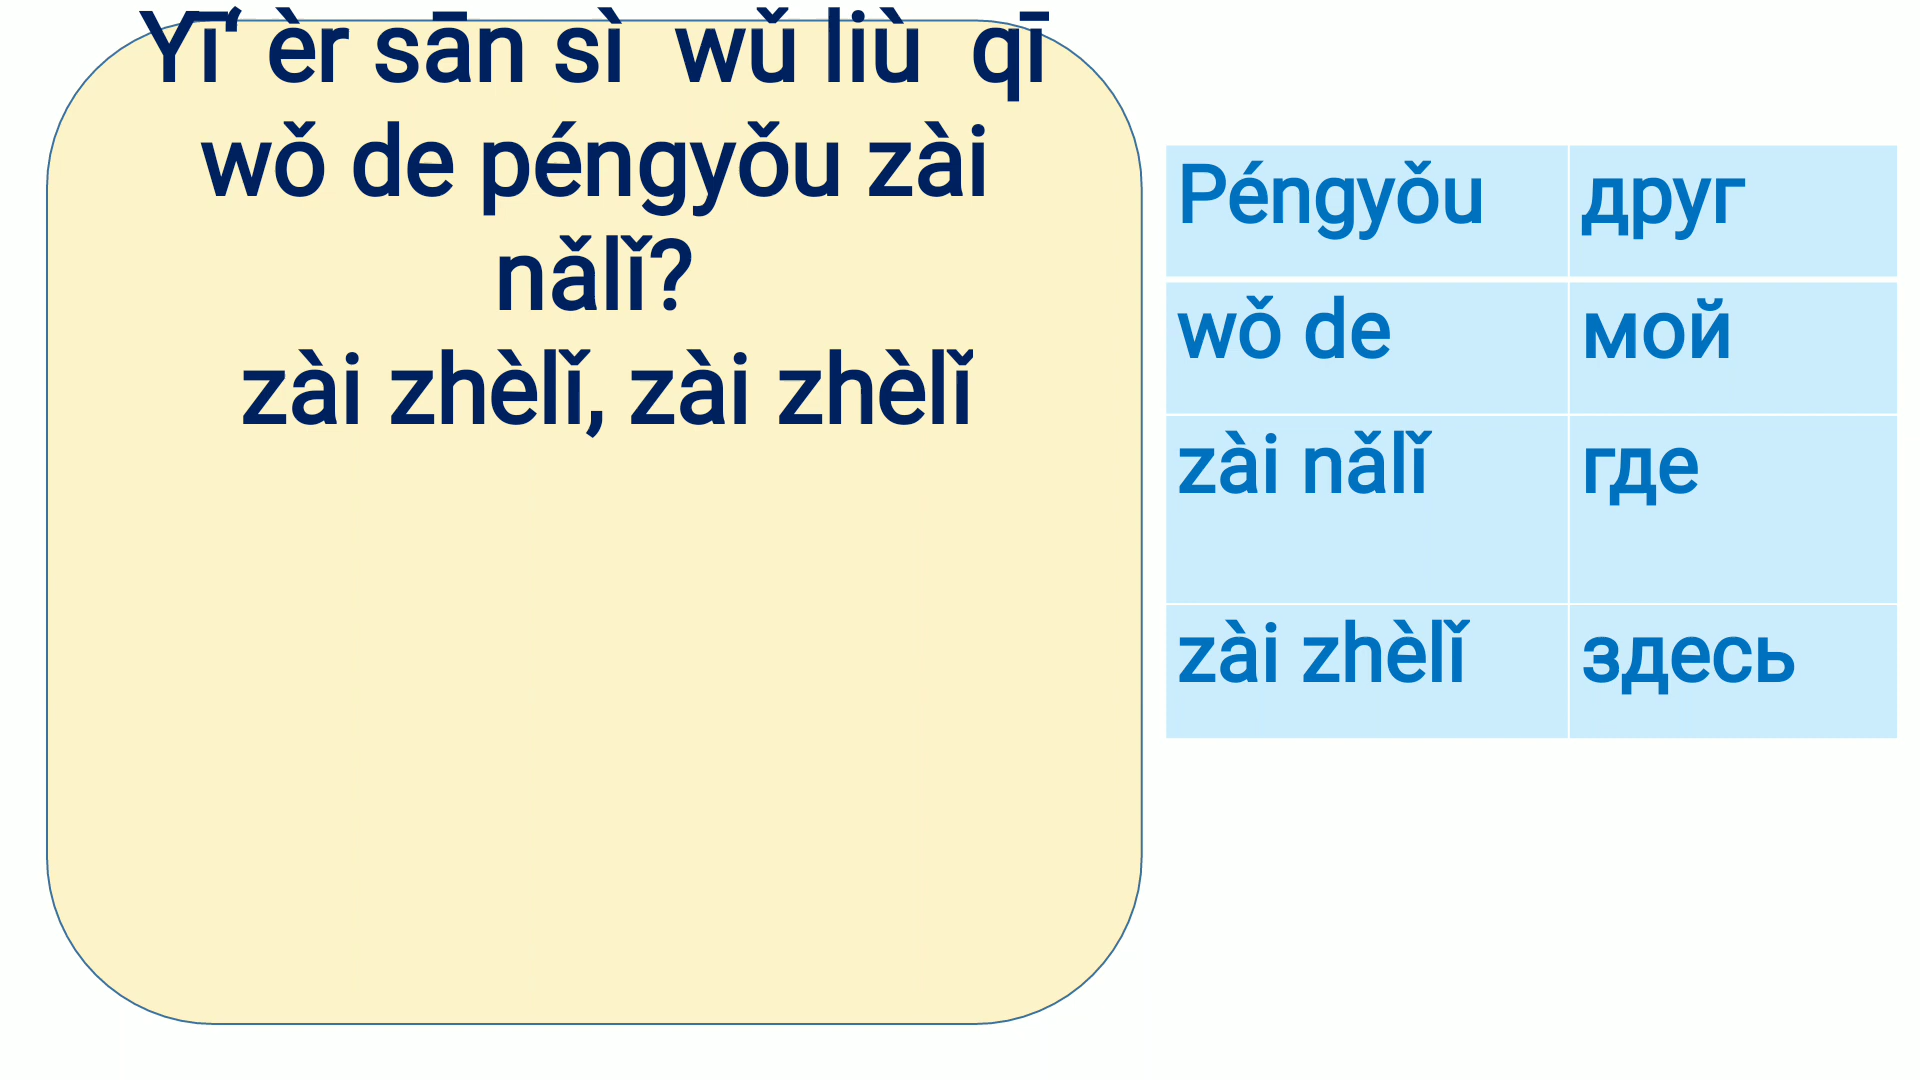 Yī‘ èr sān sì wǔ liù qī
wǒ de péngyǒu zài
nǎlǐ?
zài zhèlǐ, zài zhèlǐ
Péngyǒu друг
wǒ de мой
zài nǎlǐ где
zài zhèlǐ здесь